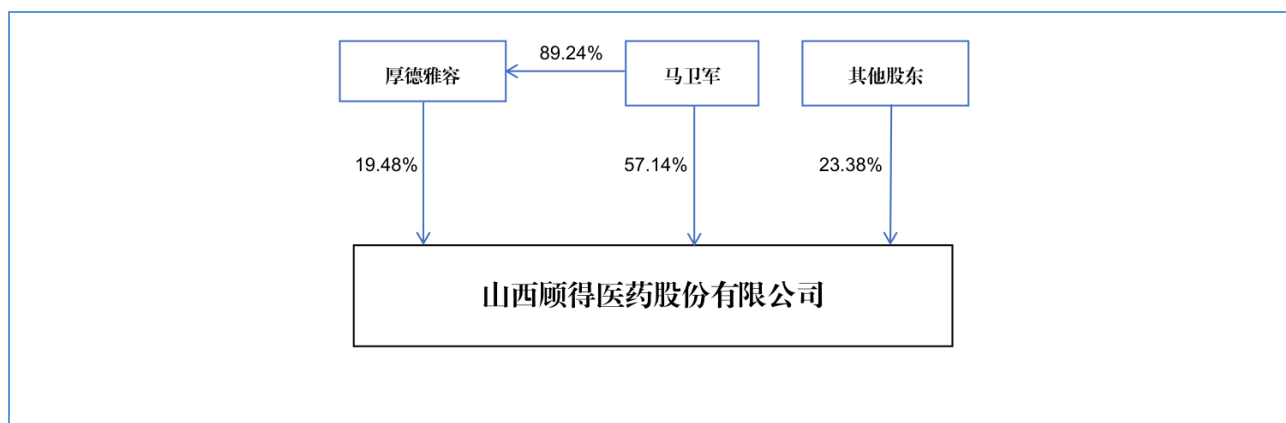 89.24%
厚德雅容
马卫军
其他股东
19.48%
57.14%
23.38%
山西顾得医药股份有限公司